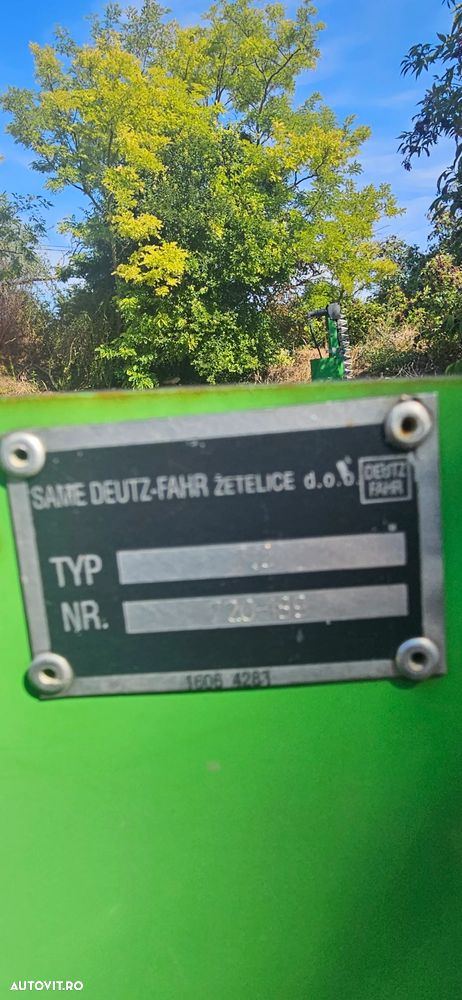 SAME DEUTZ-FAHR ŽETELICE d.o.o.
DEUTZ
FAHR
TYP
NR.
1606 4283
AUTOVIT.RO